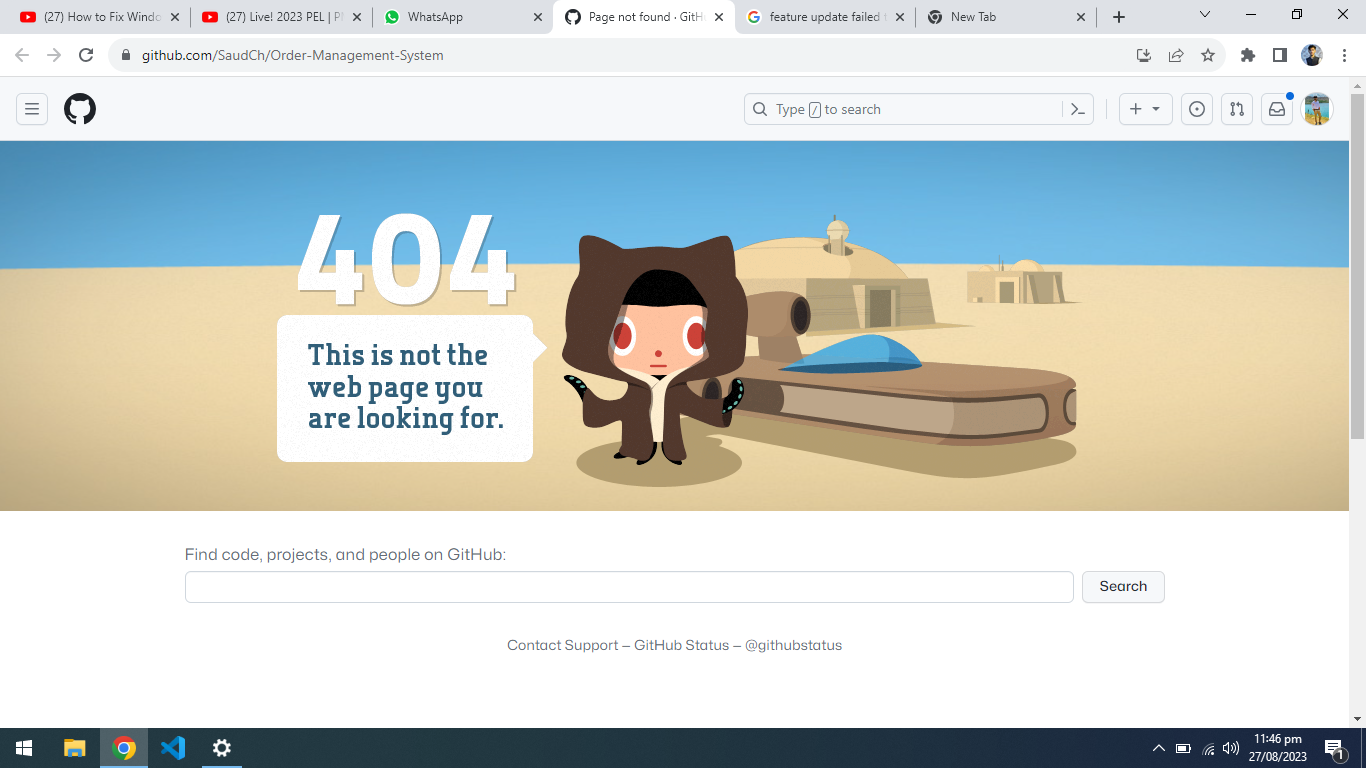 (27) How to Fix Windo
(27) Live! 2023 PEL | P
WhatsApp
Page not found · GitH
feature update failed
New Tab
github.com/SaudCh/Order-Management-System
Type / to search
404
This is not the
web page you
are looking for.
Find code, projects, and people on GitHub:
Search
Contact Support — GitHub Status — @githubstatus
11:46 pm
27/08/2023
1